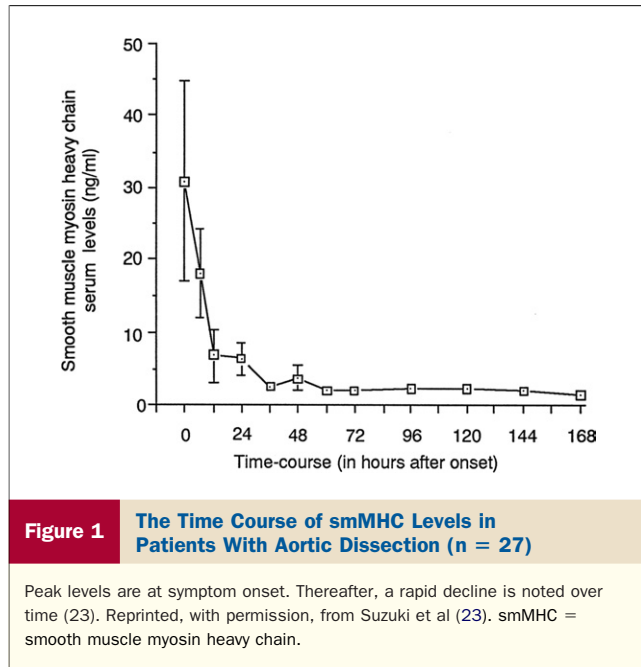 50
40
30
20
10
0
Smooth muscle myosin heavy chain
serum levels (ng/ml)
0 24 48 72 96 120 144 168
Time-course (in hours after onset)
Figure 1
The Time Course of smMHC Levels in
Patients With Aortic Dissection (n = 27)
Peak levels are at symptom onset. Thereafter, a rapid decline is noted over
time (23). Reprinted, with permission, from Suzuki et al (23). smMHC =
smooth muscle myosin heavy chain.